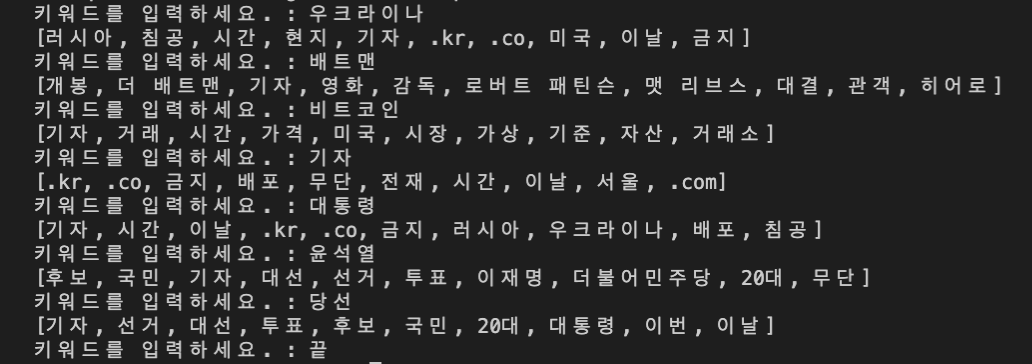 키워드를 입력하세요. : 우크라이나
[러시아, 침공, 시간, 현지, 기자, .kr, .co, 미국, 이날, 금지]
키워드를 입력하세요. : 배트맨
[개봉, 더 배트맨, 기자, 영화, 감독, 로버트 패틴슨, 맷 리브스, 대결, 관객, 히어로]
키워드를 입력하세요. : 비트코인
[기자, 거래, 시간, 가격, 미국, 시장, 가상, 기준, 자산, 거래소]
키워드를 입력하세요. : 기자
[.kr, .co, 금지, 배포, 무단, 전재, 시간, 이날, 서울, .com]
키워드를 입력하세요. : 대통령
[기자, 시간, 이날, .kr, .co, 금지, 러시아, 우크라이나, 배포, 침공]
키워드를 입력하세요. : 윤석열
[후보, 국민, 기자, 대선, 선거, 투표, 이재명, 더불어민주당, 20대, 무단]
키워드를 입력하세요. : 당선
[기자, 선거, 대선, 투표, 후보, 국민, 20대, 대통령, 이번, 이날]
키워드를 입력하세요. : 끝